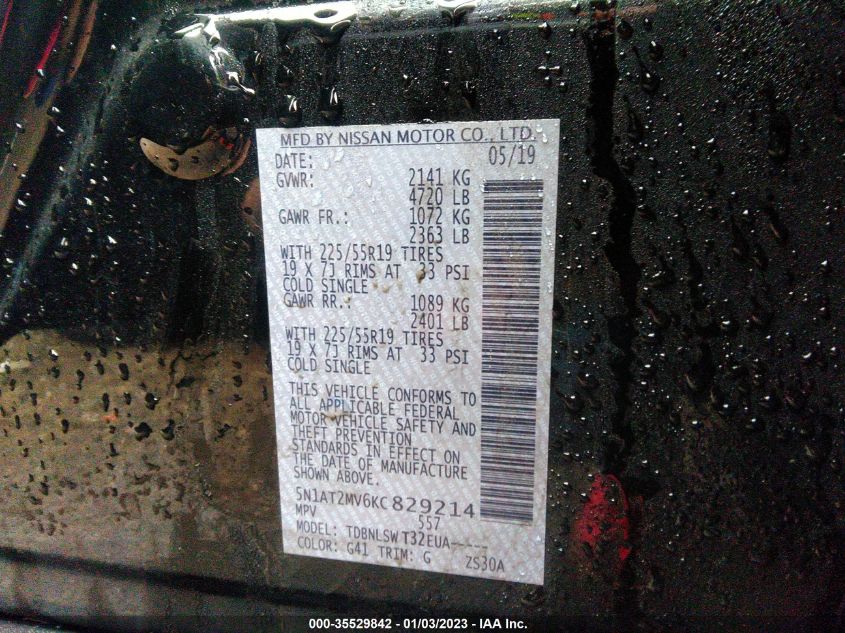 MFD BY NISSAN MOTOR CO., LTD.
DATE: 05/19
GVWR: 2141 KG
4720 LB
GAWR FR.: 1072 KG
2363 LB
WITH 225/55R19 TIRES
19 X 7J RIMS AT 33 PSI
COLD SINGLE
GAWR RR.: 1089 KG
2401 LB
WITH 225/55R19 TIRES
19 X 7J RIMS AT 33 PSI
COLD SINGLE
THIS VEHICLE CONFORMS TO
ALL APPLICABLE FEDERAL
MOTOR VEHICLE SAFETY AND
THEFT PREVENTION
STANDARDS IN EFFECT ON
THE DATE OF MANUFACTURE
SHOWN ABOVE.
5N1AT2MV6KC829214
MPV 557
MODEL: TDBNLSW T32EUA-----
COLOR: G41 TRIM: G ZS30A
000-35529842 - 01/03/2023 - IAA Inc.